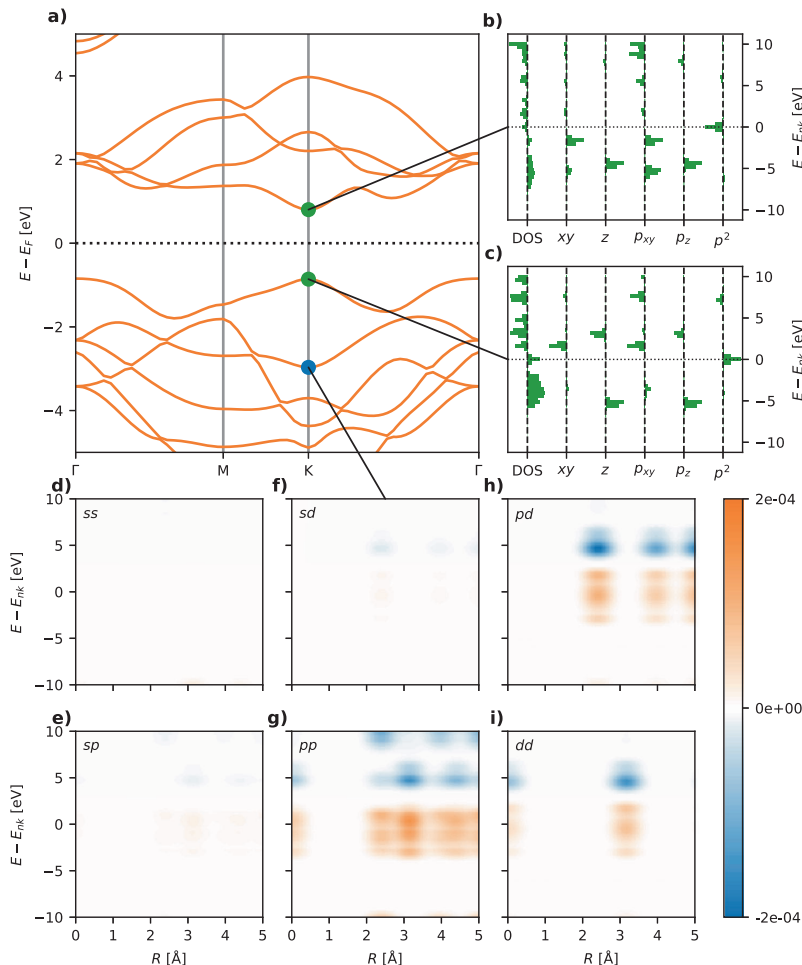 a)
4
2
0
−2
−4
E − E_F [eV]
Γ
M
K
Γ
b)
10
5
0
−5
−10
E − E_nk [eV]
DOS
xy
z
p_xy
p_z
p²
c)
10
5
0
−5
−10
E − E_nk [eV]
DOS
xy
z
p_xy
p_z
p²
d)
ss
10
5
0
−5
−10
E − E_nk [eV]
f)
sd
h)
pd
e)
sp
10
5
0
−5
−10
E − E_nk [eV]
0 1 2 3 4 5
R [Å]
g)
pp
0 1 2 3 4 5
R [Å]
i)
dd
0 1 2 3 4 5
R [Å]
2e-04
0e+00
-2e-04